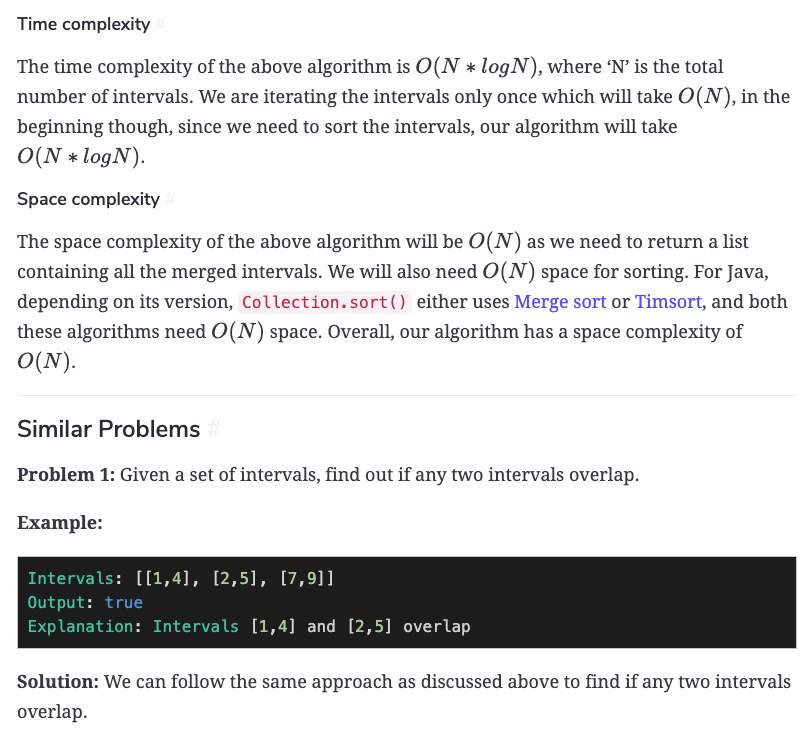 Time complexity #
The time complexity of the above algorithm is O(N ∗ logN), where ‘N’ is the total
number of intervals. We are iterating the intervals only once which will take O(N), in the
beginning though, since we need to sort the intervals, our algorithm will take
O(N ∗ logN).
Space complexity #
The space complexity of the above algorithm will be O(N) as we need to return a list
containing all the merged intervals. We will also need O(N) space for sorting. For Java,
depending on its version, Collection.sort() either uses Merge sort or Timsort, and both
these algorithms need O(N) space. Overall, our algorithm has a space complexity of
O(N).
Similar Problems #
Problem 1: Given a set of intervals, find out if any two intervals overlap.
Example:
Intervals: [[1,4], [2,5], [7,9]]
Output: true
Explanation: Intervals [1,4] and [2,5] overlap
Solution: We can follow the same approach as discussed above to find if any two intervals
overlap.